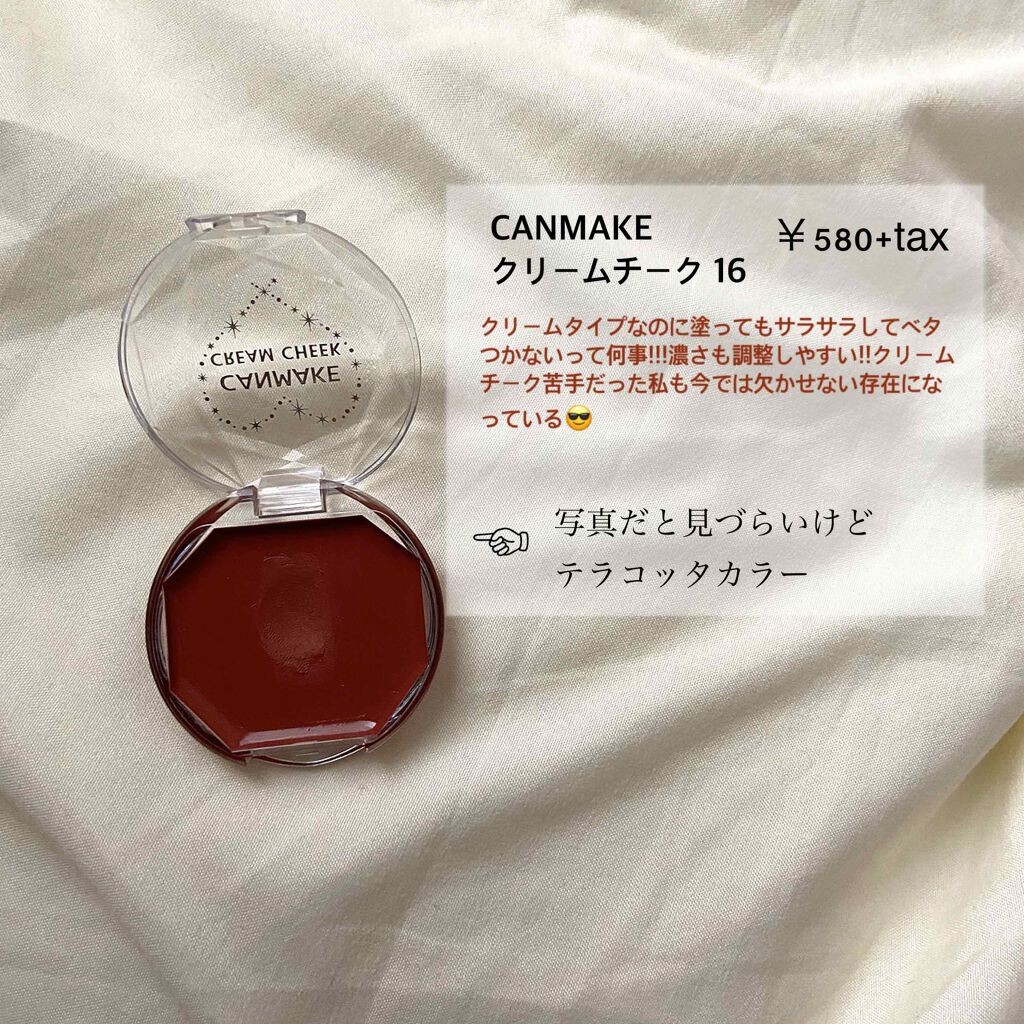 CANMAKE
CREAM CHEEK
CANMAKE ￥580+tax
クリームチーク 16
クリームタイプなのに塗ってもサラサラしてベタ
つかないって何事!!!濃さも調整しやすい!!クリーム
チーク苦手だった私も今では欠かせない存在にな
っている😎
☜ 写真だと見づらいけど
テラコッタカラー